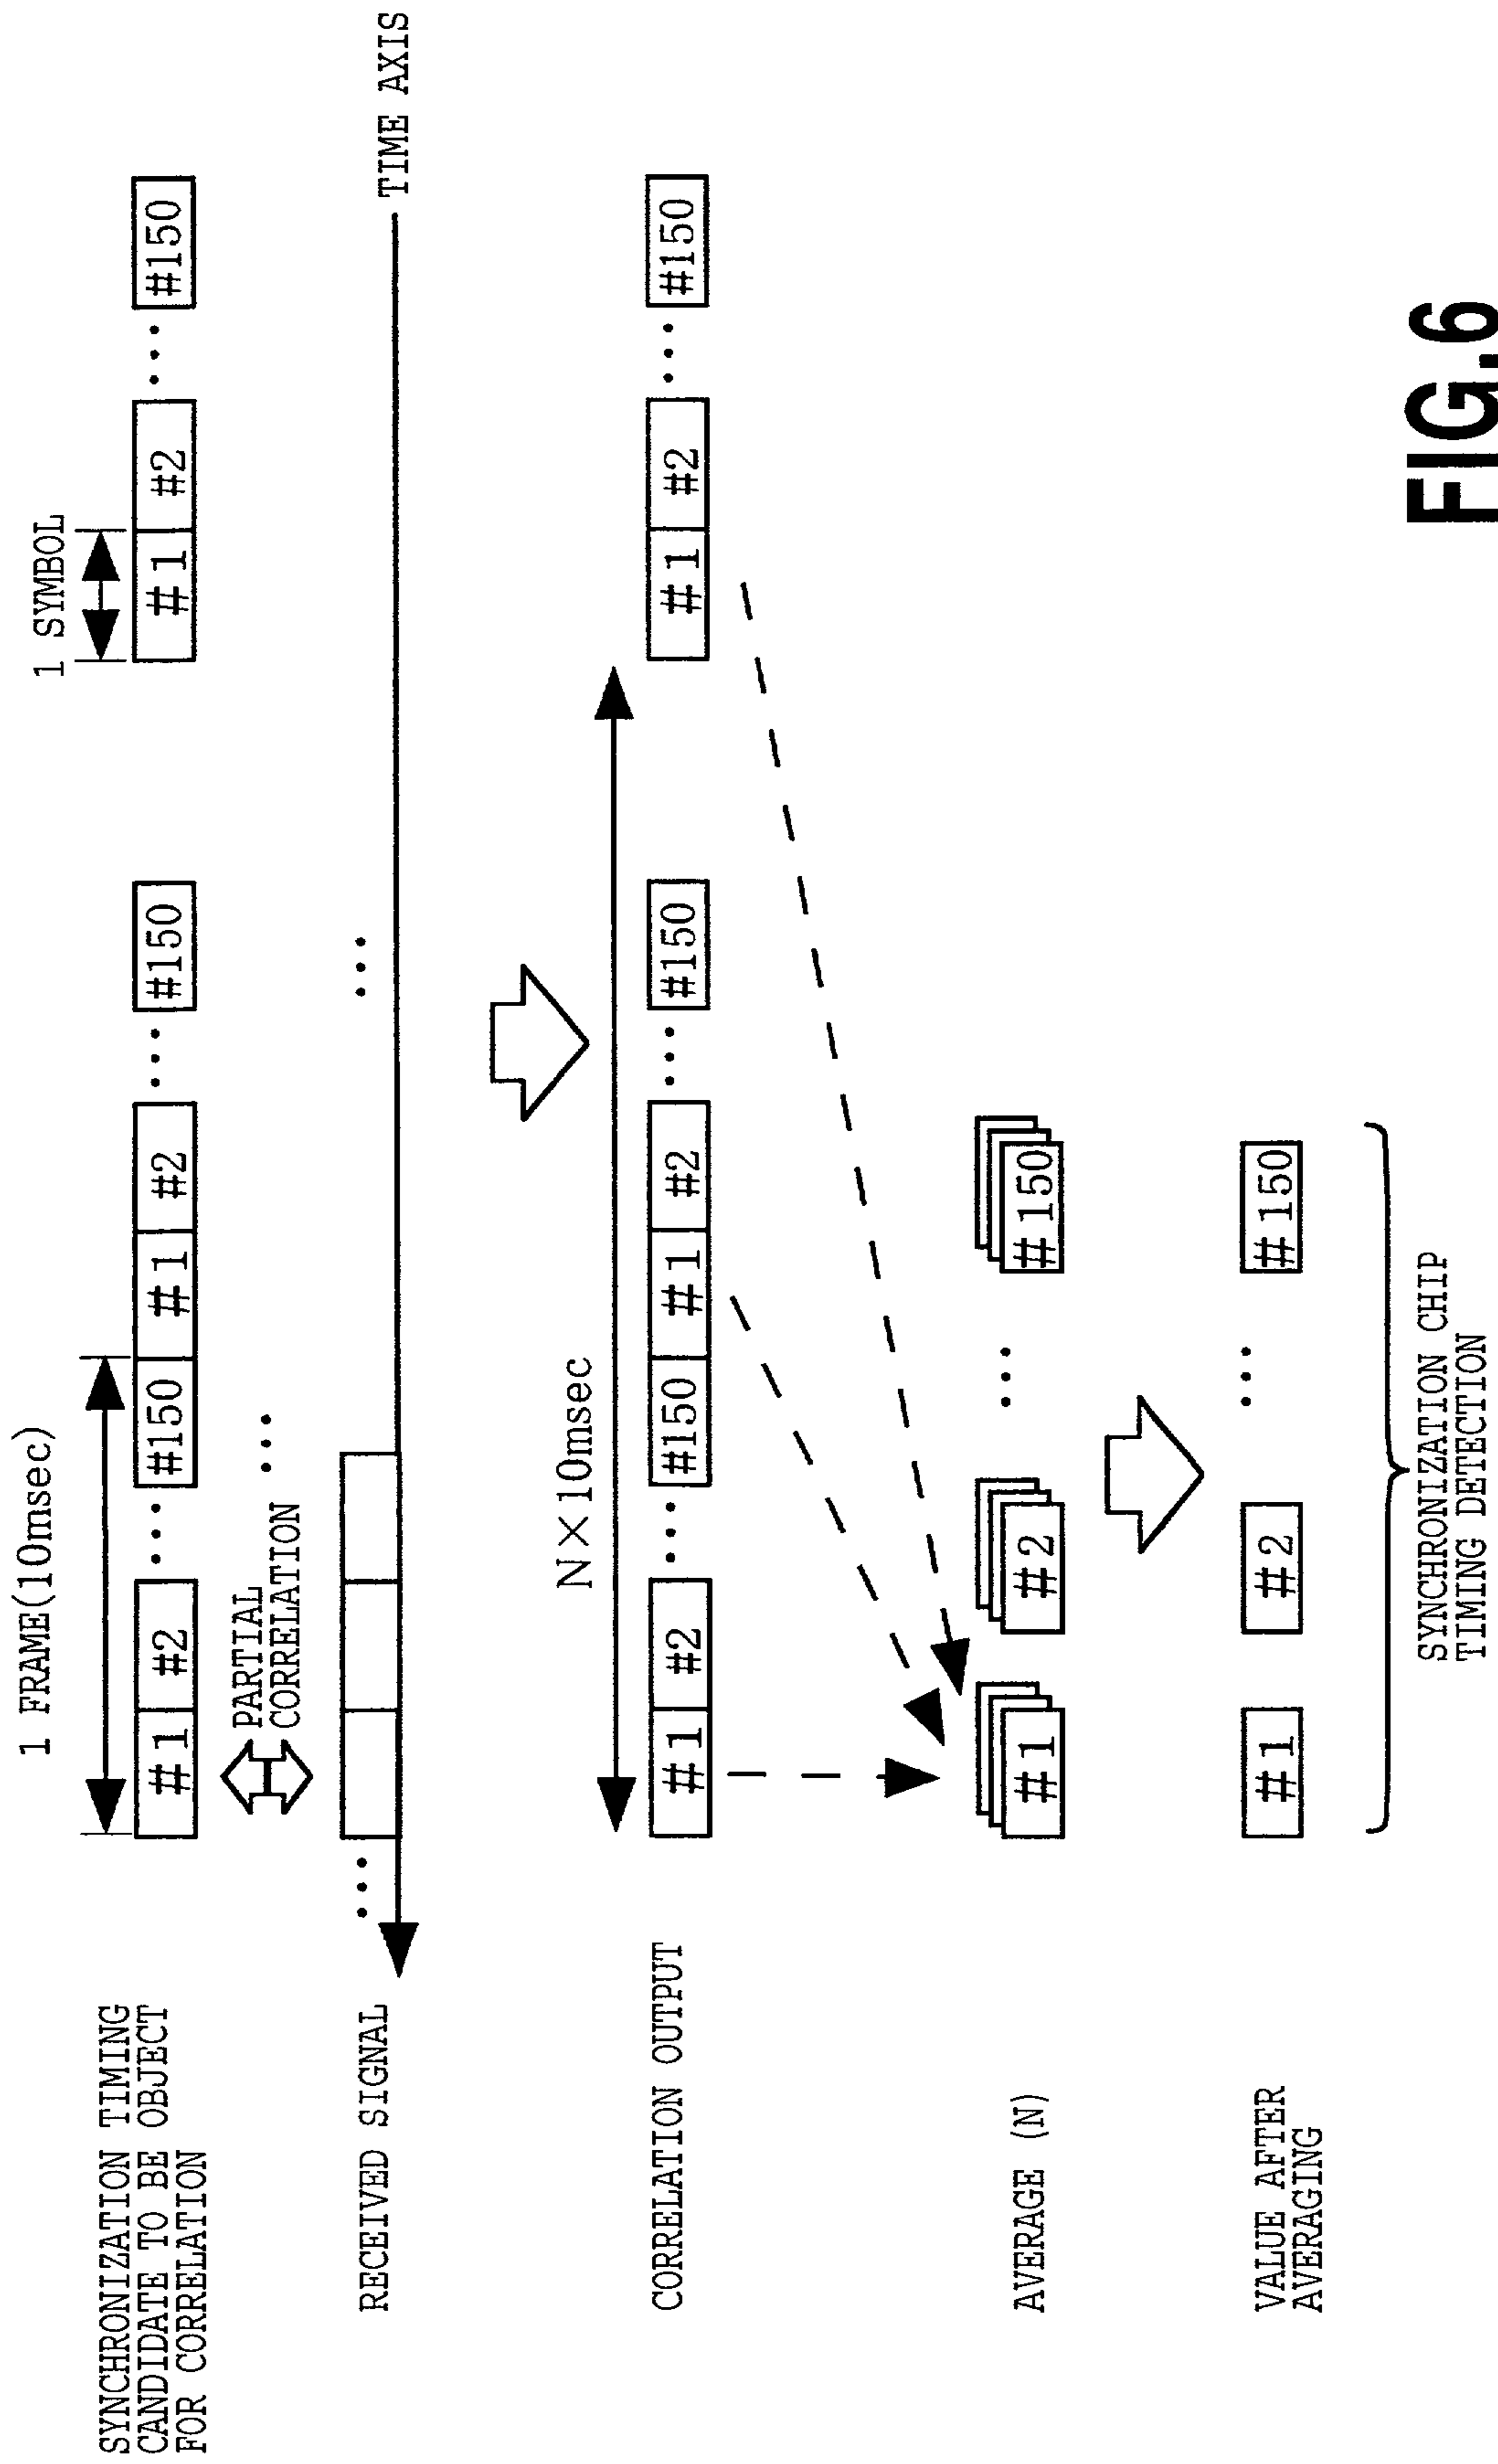 1 FRAME(10msec)
1 SYMBOL
SYNCHRONIZATION TIMING
CANDIDATE TO BE OBJECT
FOR CORRELATION
#1 #2 ... #150 #1 #2 ... #150 #1 #2 ... #150
PARTIAL
CORRELATION
...
RECEIVED SIGNAL
... ...
TIME AXIS
N×10msec
CORRELATION OUTPUT
#1 #2 ... #150 #1 #2 ... #150 #1 #2 ... #150
AVERAGE (N)
#1 #2 ... #150
VALUE AFTER
AVERAGING
#1 #2 ... #150
SYNCHRONIZATION CHIP
TIMING DETECTION
FIG.6